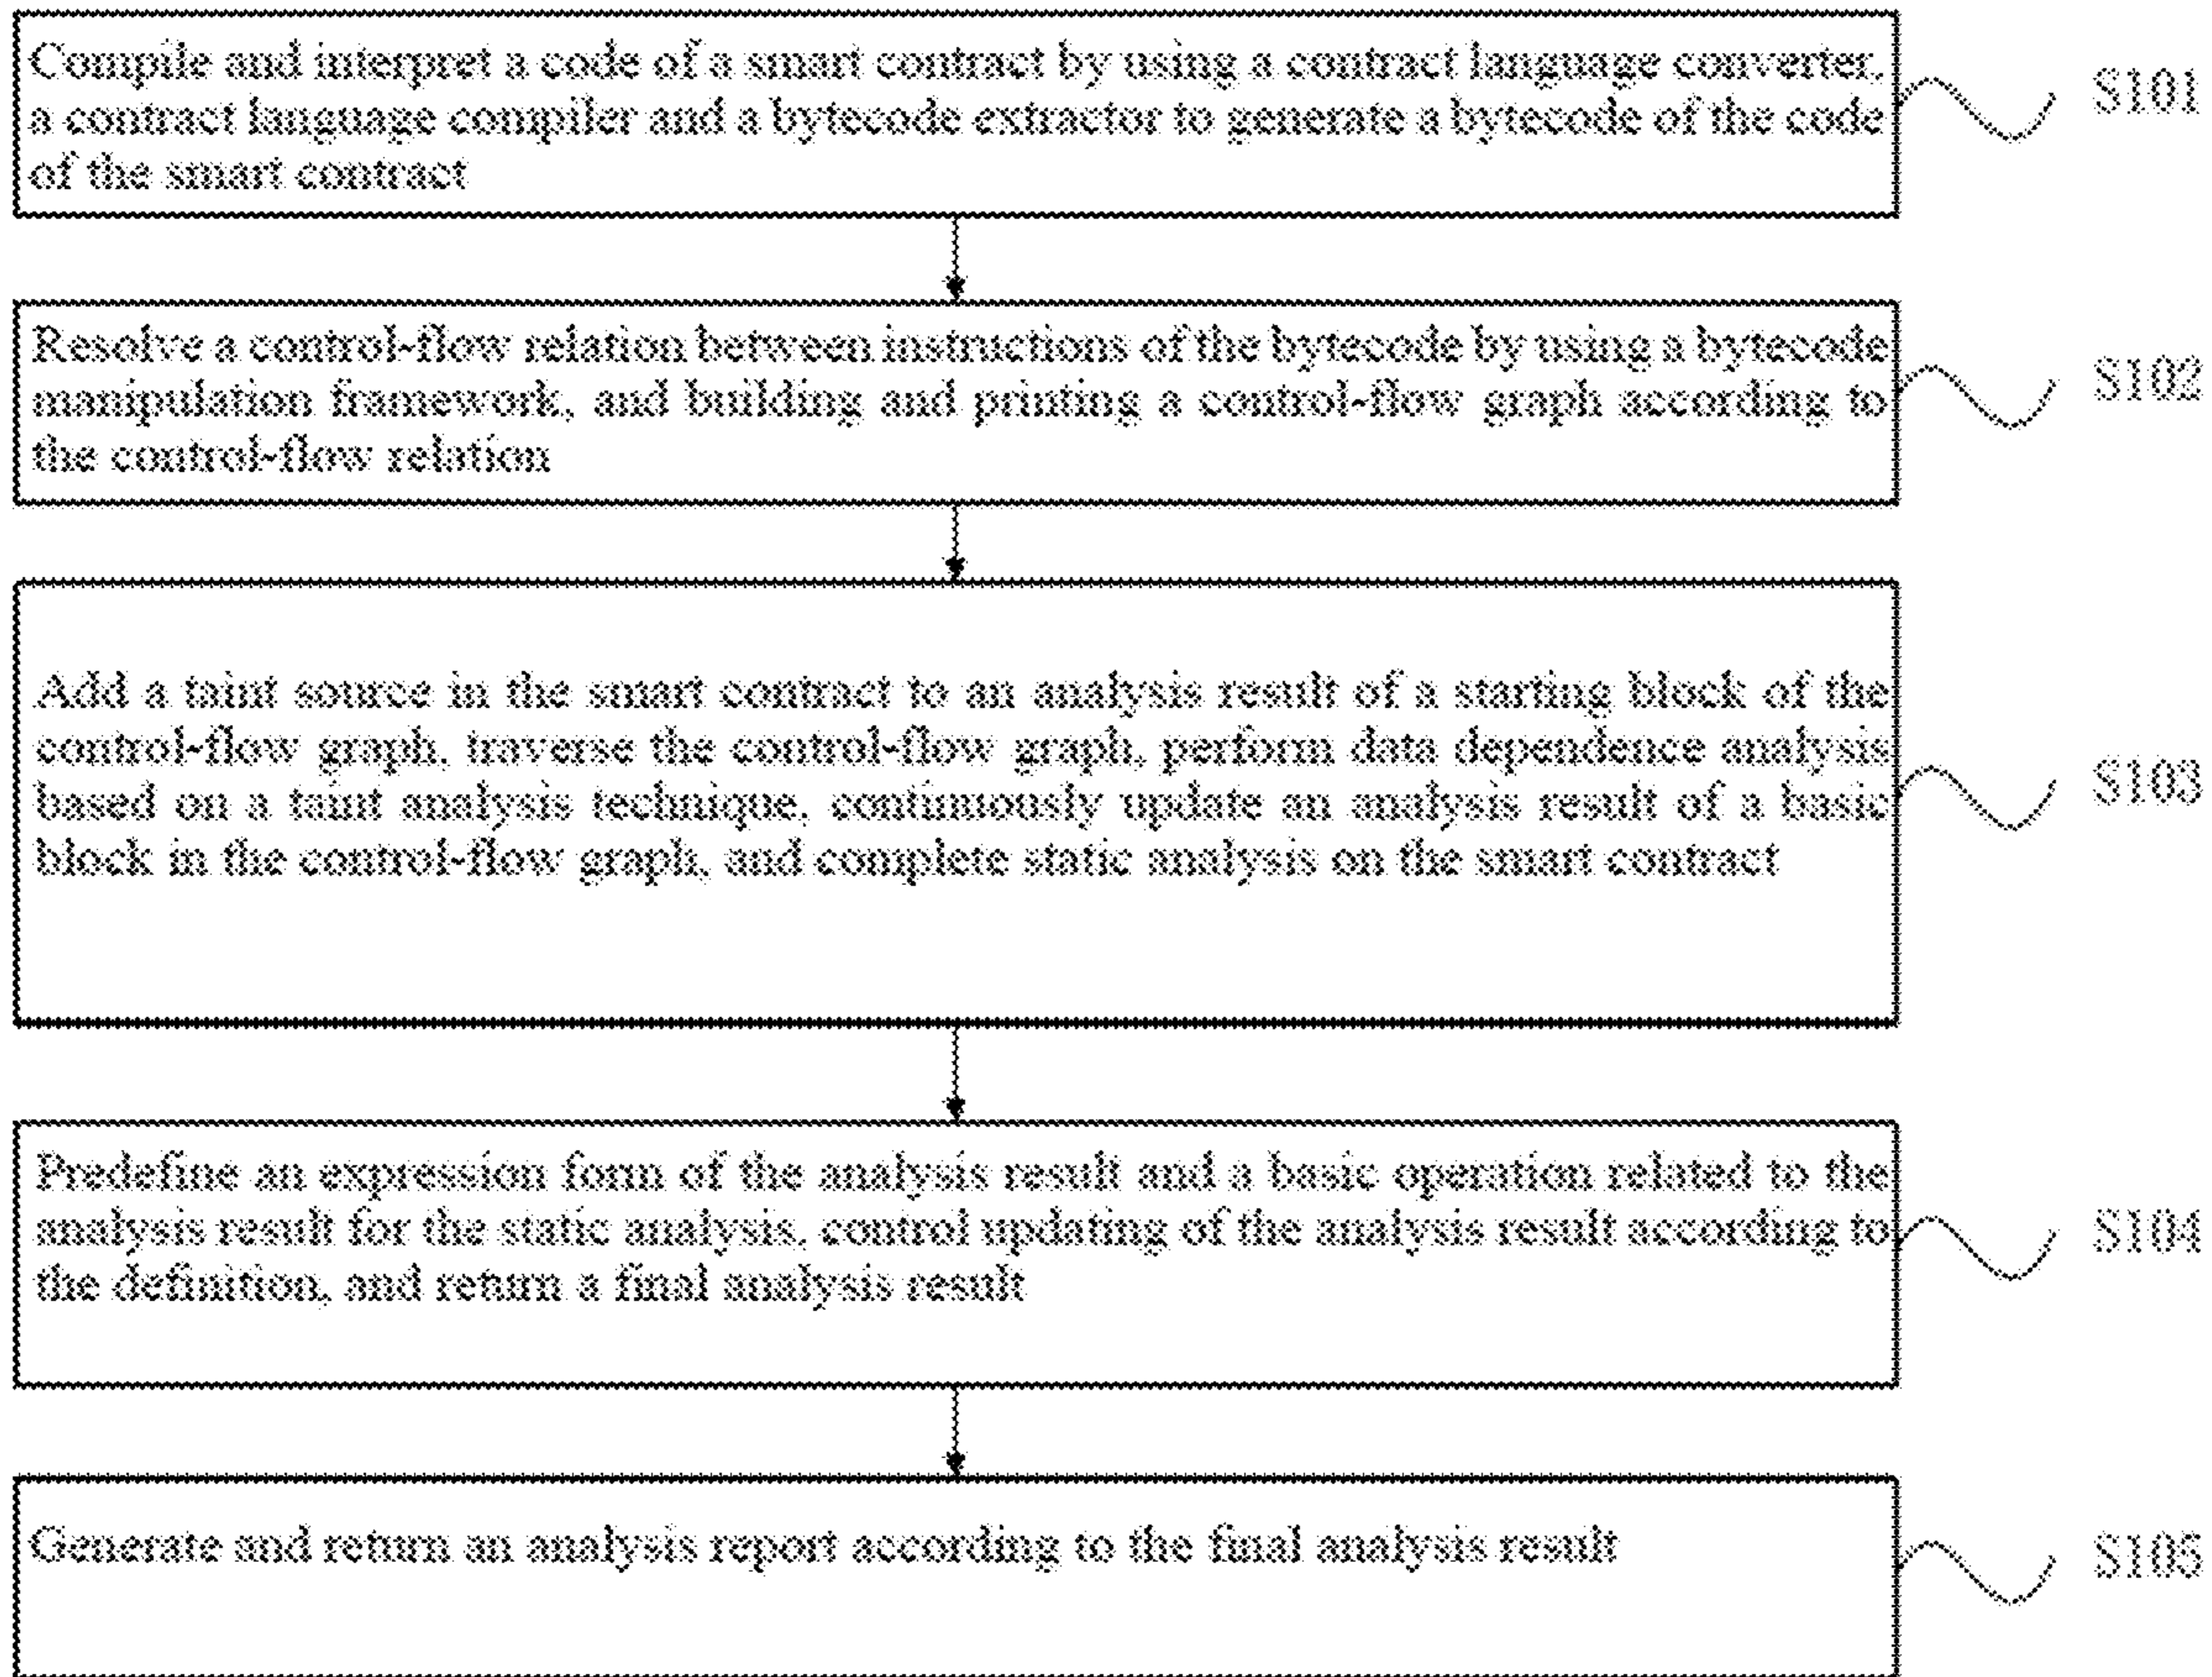 Compile and interpret a code of a smart contract by using a contract language converter,
a contract language compiler and a bytecode extractor to generate a bytecode of the code
of the smart contract
S101
Resolve a control-flow relation between instructions of the bytecode by using a bytecode
manipulation framework, and building and printing a control-flow graph according to
the control-flow relation
S102
Add a taint source in the smart contract to an analysis result of a starting block of the
control-flow graph, traverse the control-flow graph, perform data dependence analysis
based on a taint analysis technique, continuously update an analysis result of a basic
block in the control-flow graph, and complete static analysis on the smart contract
S103
Predefine an expression form of the analysis result and a basic operation related to the
analysis result for the static analysis, control updating of the analysis result according to
the definition, and return a final analysis result
S104
Generate and return an analysis report according to the final analysis result
S105